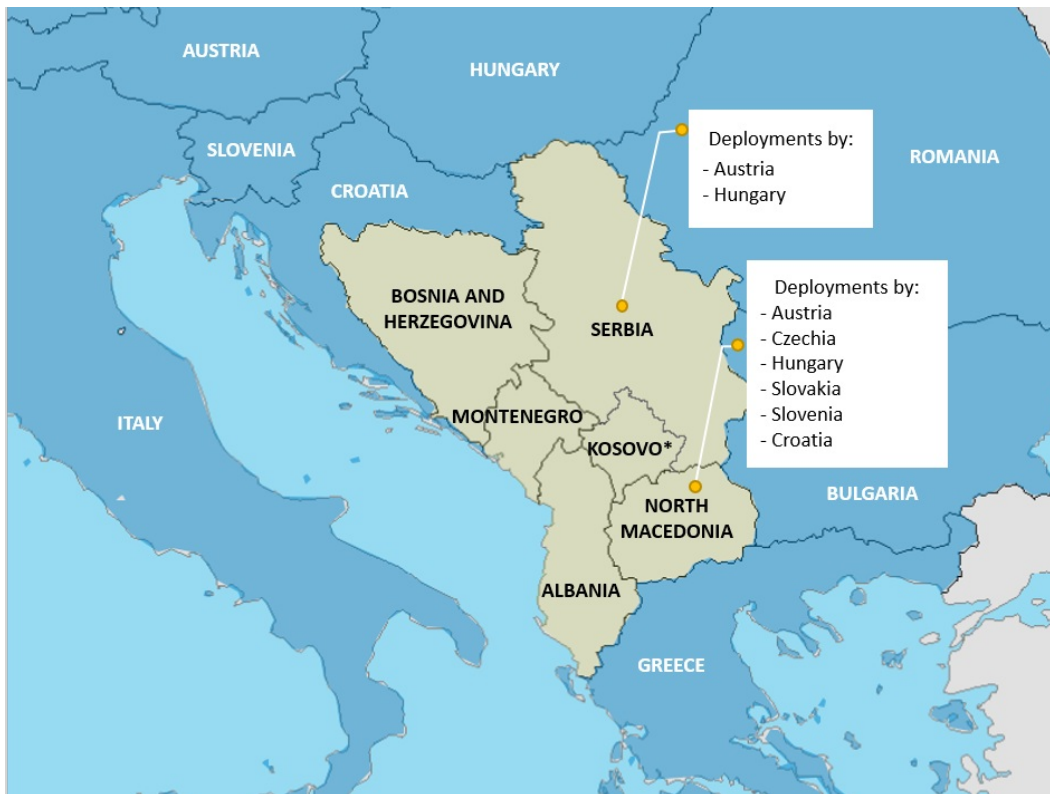 AUSTRIA
HUNGARY
SLOVENIA
CROATIA
ROMANIA
Deployments by:
- Austria
- Hungary
BOSNIA AND
HERZEGOVINA
SERBIA
Deployments by:
- Austria
- Czechia
- Hungary
- Slovakia
- Slovenia
- Croatia
ITALY
MONTENEGRO
KOSOVO*
BULGARIA
NORTH
MACEDONIA
ALBANIA
GREECE